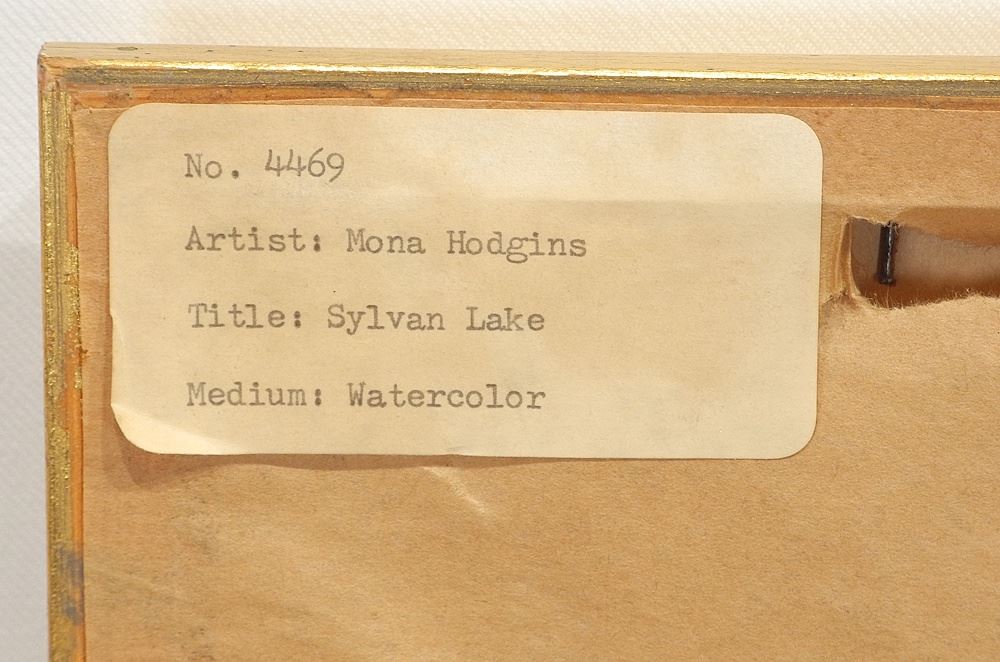 No. 4469
Artist: Mona Hodgins
Title: Sylvan Lake
Medium: Watercolor